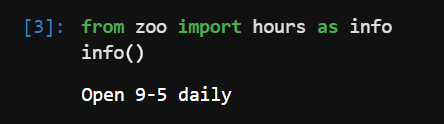 [3]: from zoo import hours as info
info()
Open 9-5 daily